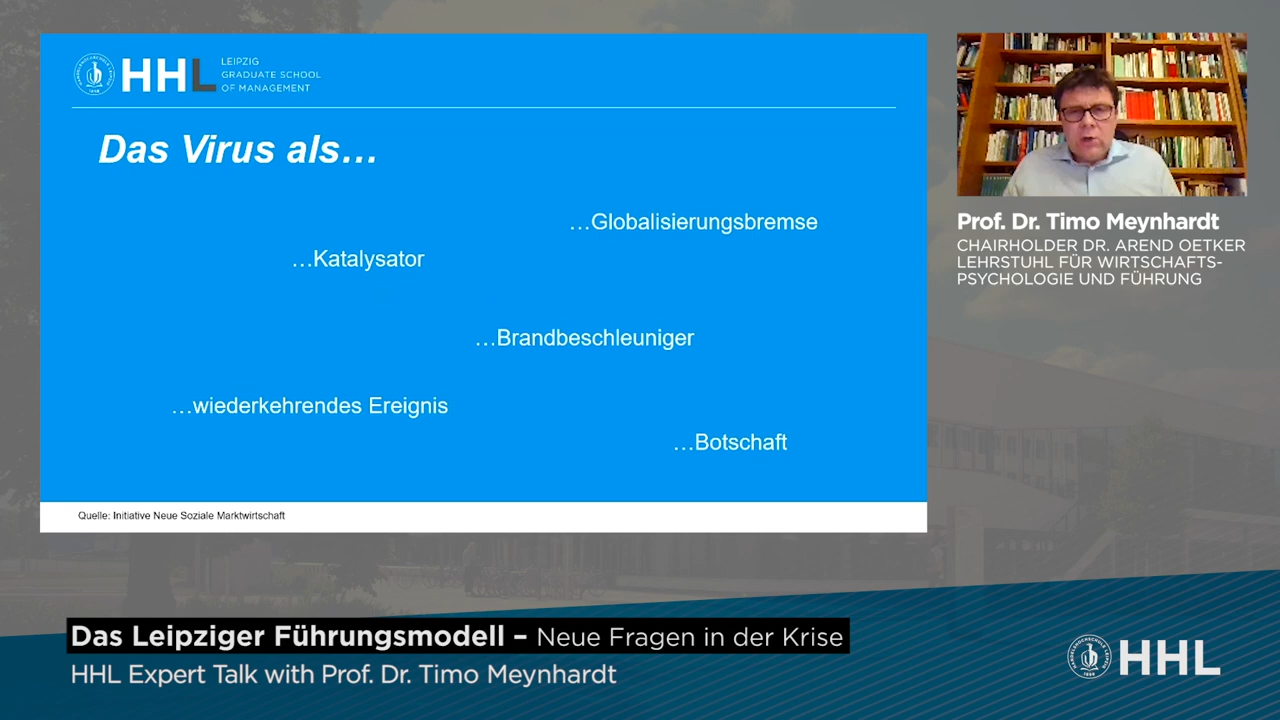 HHL
LEIPZIG
GRADUATE SCHOOL
OF MANAGEMENT
Das Virus als…
…Globalisierungsbremse
…Katalysator
…Brandbeschleuniger
…wiederkehrendes Ereignis
…Botschaft
Quelle: Initiative Neue Soziale Marktwirtschaft
Prof. Dr. Timo Meynhardt
CHAIRHOLDER DR. AREND OETKER
LEHRSTUHL FÜR WIRTSCHAFTS-
PSYCHOLOGIE UND FÜHRUNG
Das Leipziger Führungsmodell – Neue Fragen in der Krise
HHL Expert Talk with Prof. Dr. Timo Meynhardt
HHL